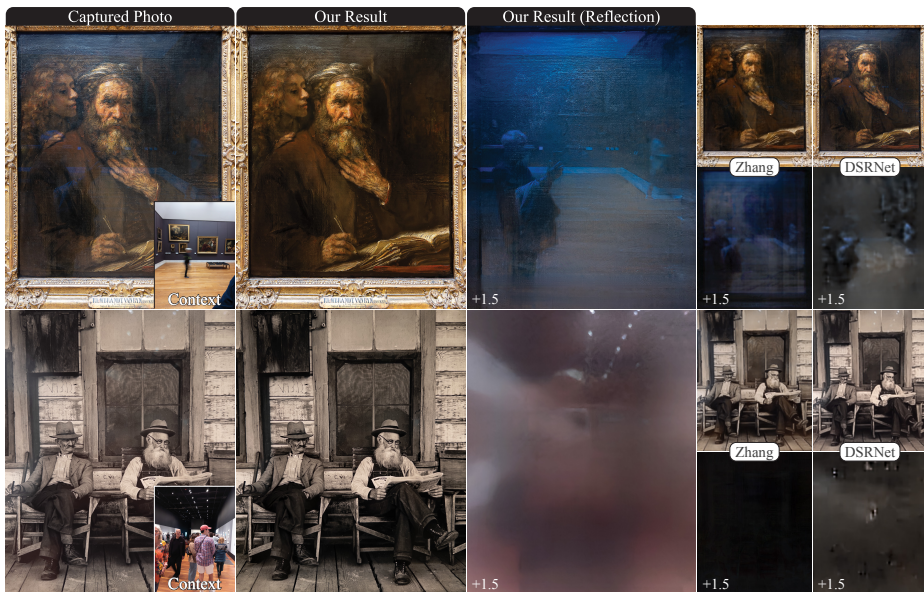 Captured Photo
Our Result
Our Result (Reflection)
Context
Zhang
DSRNet
+1.5
+1.5
+1.5
Context
Zhang
DSRNet
+1.5
+1.5
+1.5